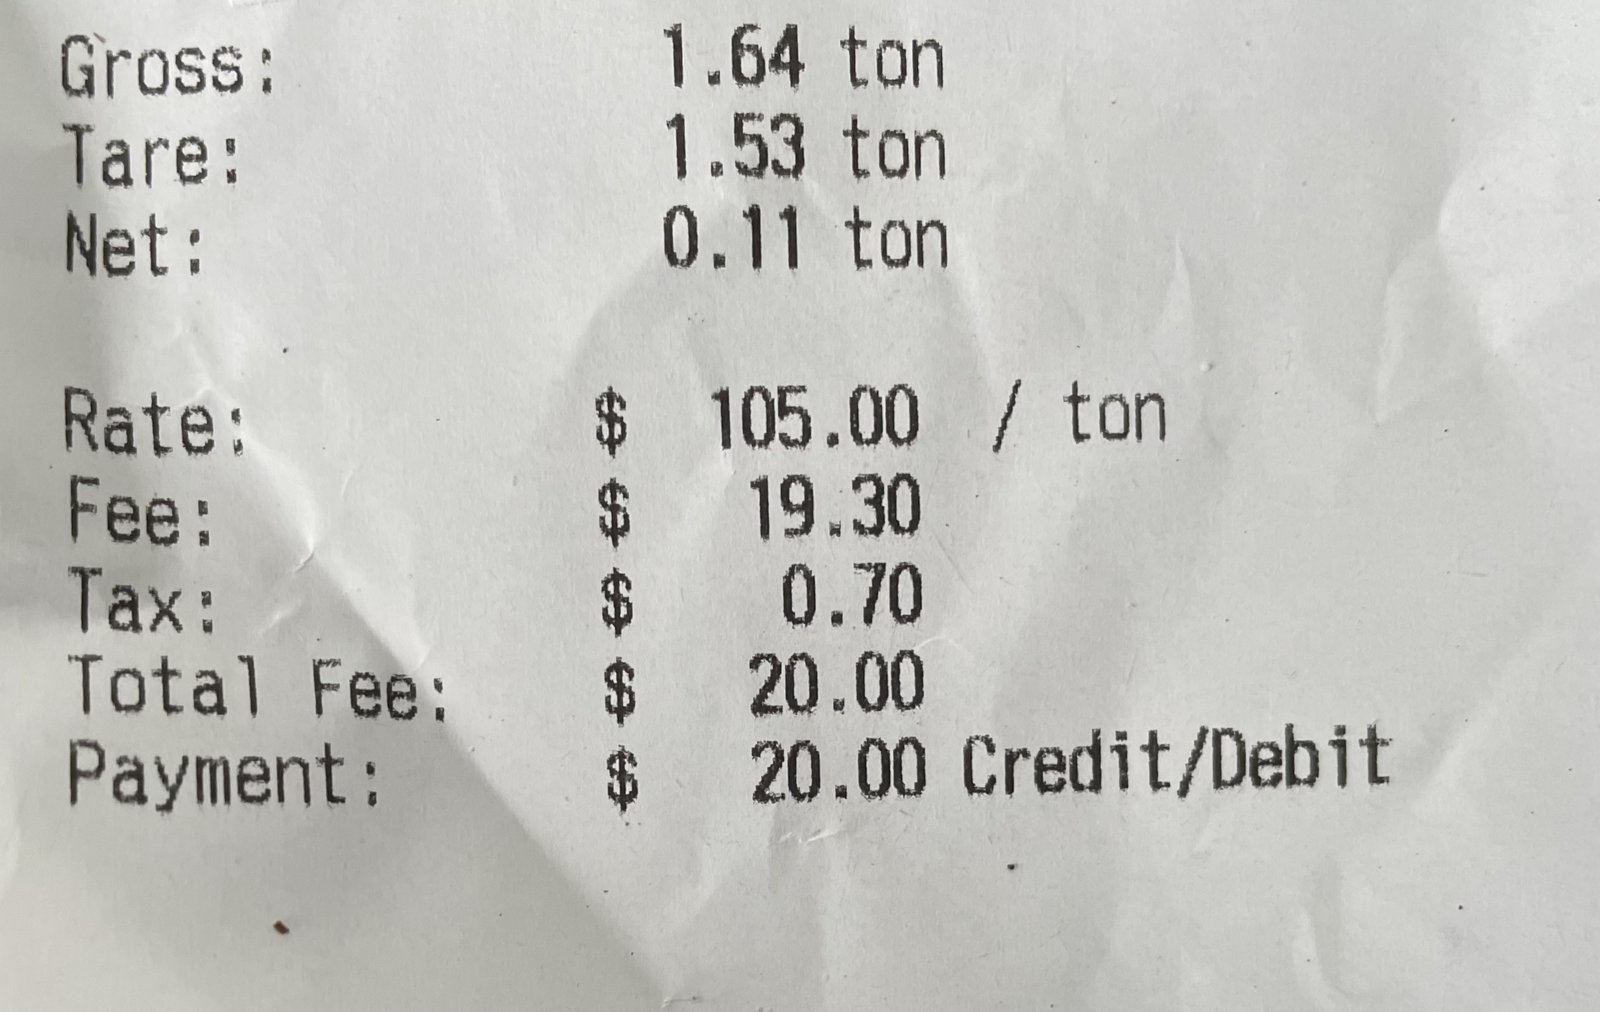 Gross: 1.64 ton
Tare: 1.53 ton
Net: 0.11 ton
Rate: $ 105.00 / ton
Fee: $ 19.30
Tax: $ 0.70
Total Fee: $ 20.00
Payment: $ 20.00 Credit/Debit